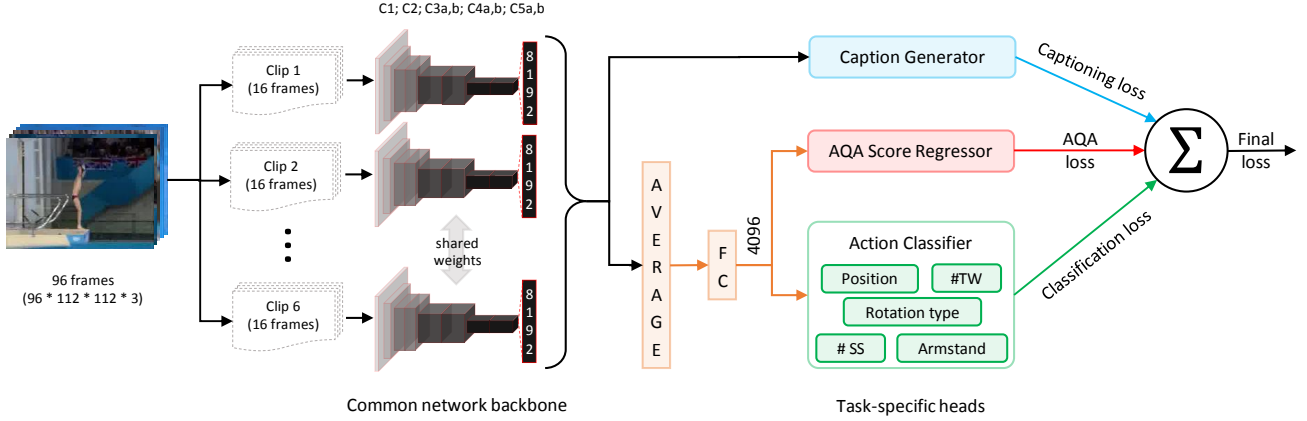 C1; C2; C3a,b; C4a,b; C5a,b
Clip 1
(16 frames)
8
1
9
2
Clip 2
(16 frames)
8
1
9
2
shared
weights
Clip 6
(16 frames)
8
1
9
2
96 frames
(96 * 112 * 112 * 3)
Common network backbone
A
V
E
R
A
G
E
F
C
4096
Caption Generator
AQA Score Regressor
Action Classifier
Position
#TW
Rotation type
# SS
Armstand
Task-specific heads
Captioning loss
AQA
loss
Classification loss
Σ
Final
loss